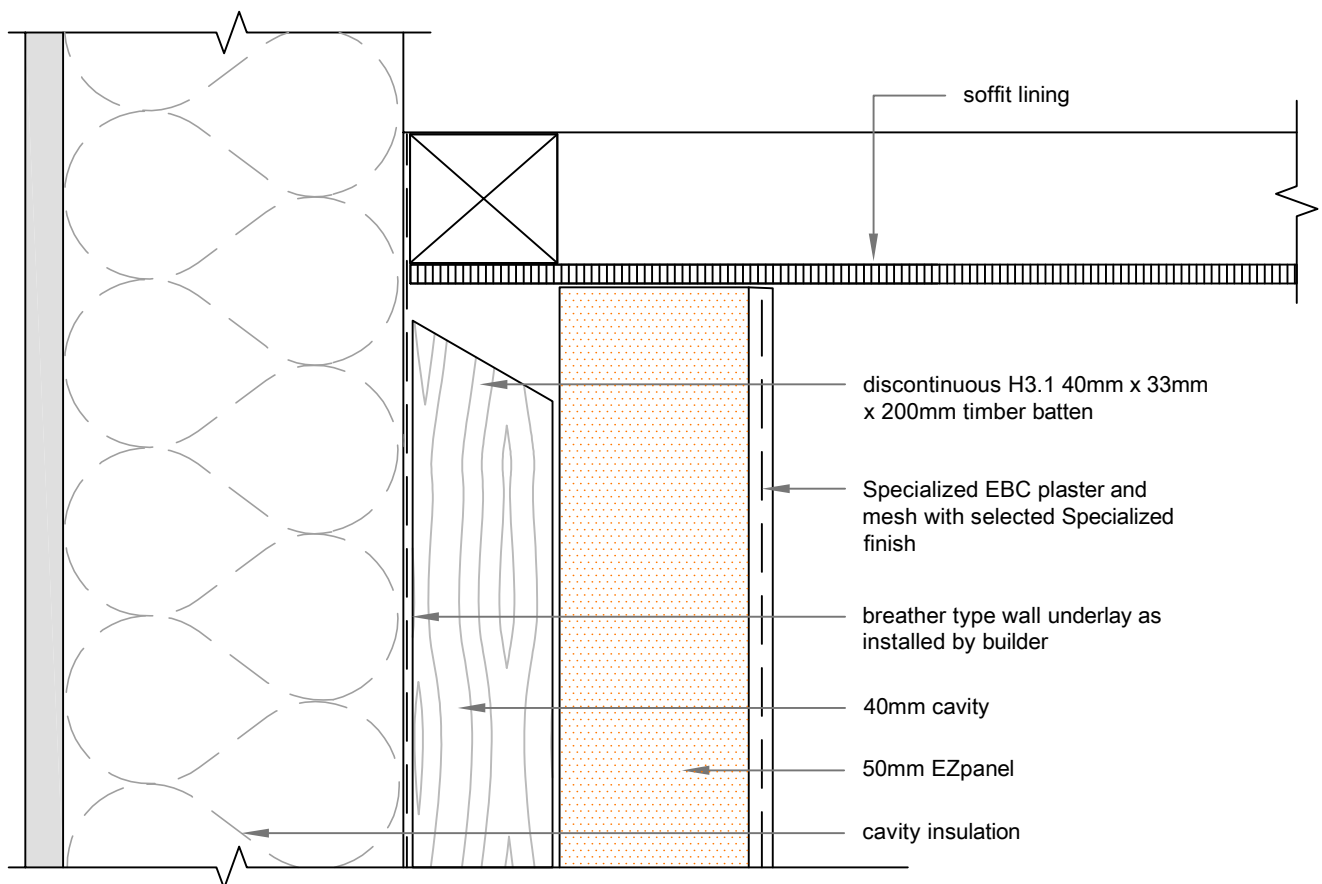 soffit lining
discontinuous H3.1 40mm x 33mm
x 200mm timber batten
Specialized EBC plaster and
mesh with selected Specialized
finish
breather type wall underlay as
installed by builder
40mm cavity
50mm EZpanel
cavity insulation